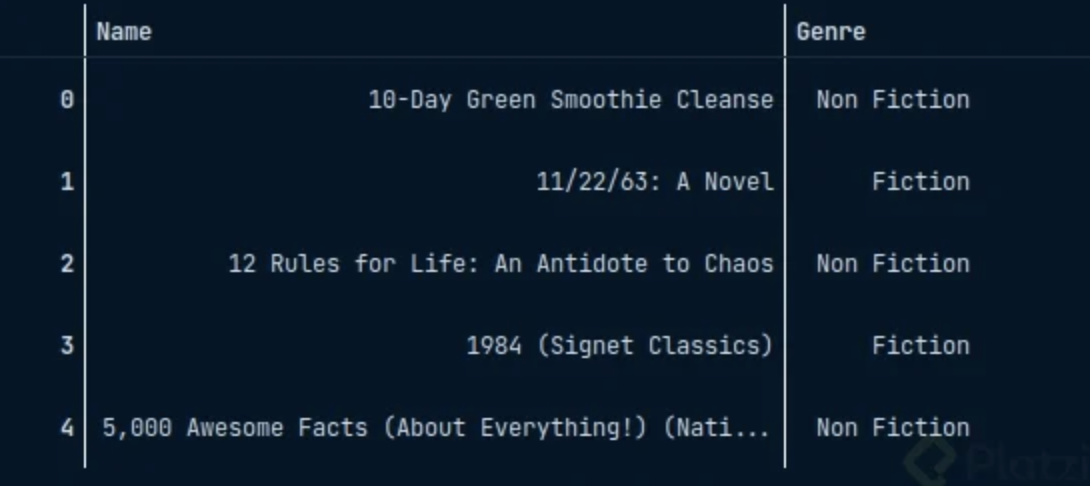 Name Genre
0 10-Day Green Smoothie Cleanse Non Fiction
1 11/22/63: A Novel Fiction
2 12 Rules for Life: An Antidote to Chaos Non Fiction
3 1984 (Signet Classics) Fiction
4 5,000 Awesome Facts (About Everything!) (Nati... Non Fiction
Platzi